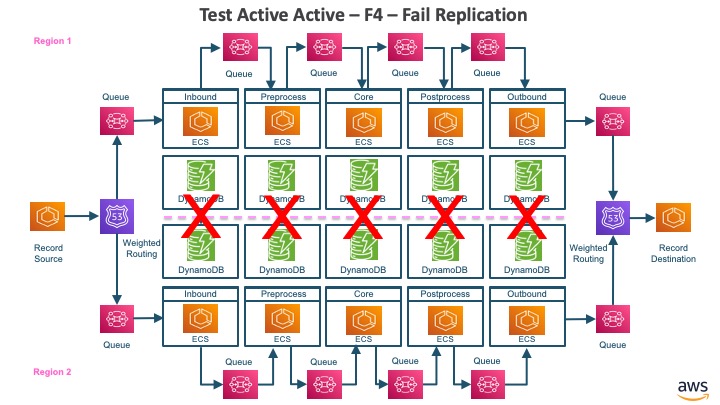 Test Active Active – F4 – Fail Replication
Region 1
Queue
Queue
Queue
Queue
Queue
Inbound
Preprocess
Core
Postprocess
Outbound
Queue
ECS
ECS
ECS
ECS
ECS
DynamoDB
DynamoDB
DynamoDB
DynamoDB
DynamoDB
53
53
Record
Source
Weighted
Routing
Weighted
Routing
Record
Destination
DynamoDB
DynamoDB
DynamoDB
DynamoDB
DynamoDB
Inbound
Preprocess
Core
Postprocess
Outbound
Queue
ECS
ECS
ECS
ECS
ECS
Queue
Queue
Queue
Queue
Queue
Region 2
aws